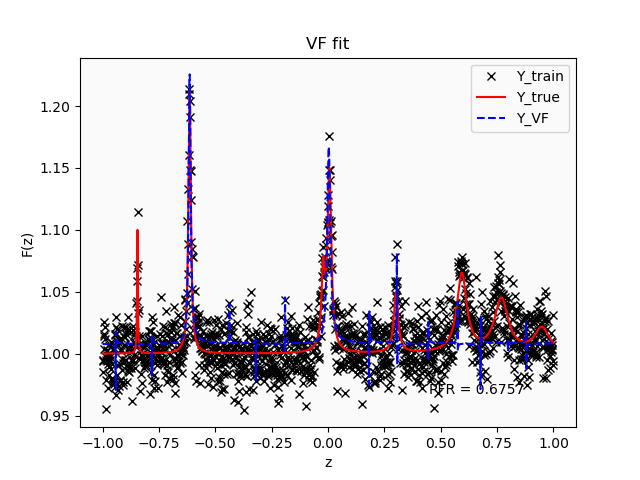 VF fit
Y_train
Y_true
Y_VF
F(z)
1.20
1.15
1.10
1.05
1.00
0.95
RFR = 0.6757
−1.00 −0.75 −0.50 −0.25 0.00 0.25 0.50 0.75 1.00
z